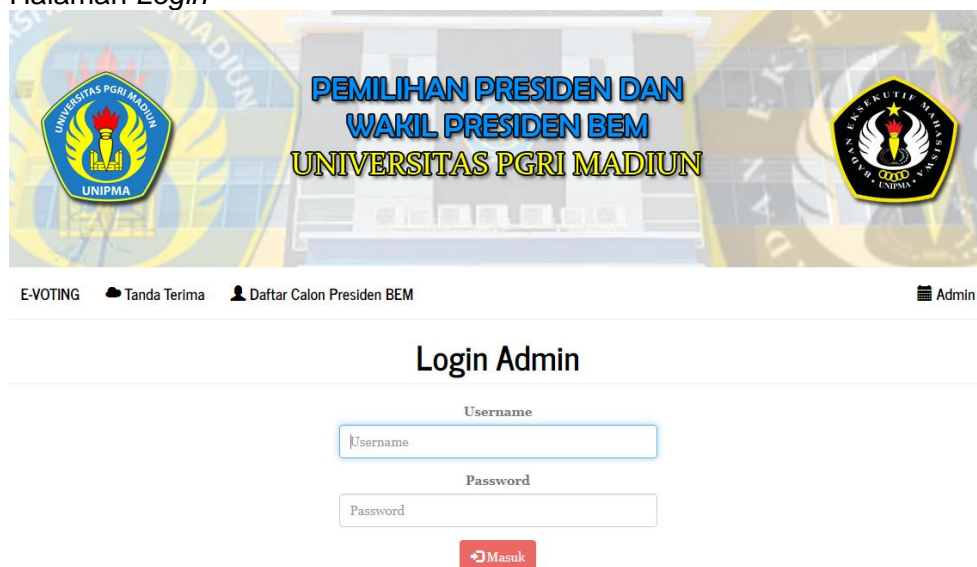 Halaman Login
UNIVERSITAS PGRI MADIUN
UNIPMA
PEMILIHAN PRESIDEN DAN
WAKIL PRESIDEN BEM
UNIVERSITAS PGRI MADIUN
BADAN EKSEKUTIF MAHASISWA
UNIPMA
E-VOTING Tanda Terima Daftar Calon Presiden BEM Admin
Login Admin
Username
Username
Password
Password
Masuk